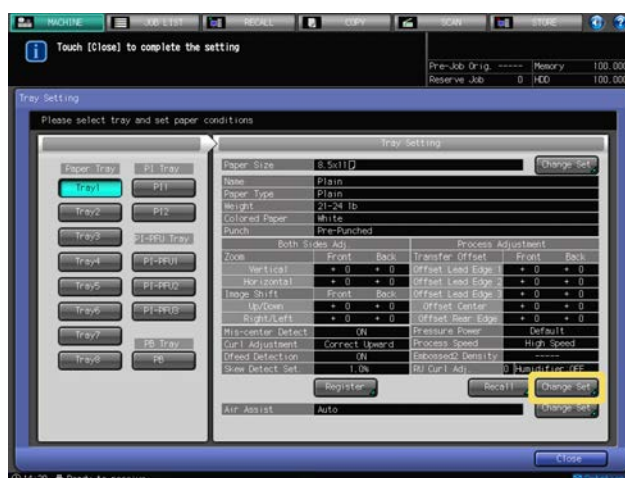 MACHINE JOB LIST RECALL COPY SCAN STORE
Touch [Close] to complete the setting
Pre-Job Orig. ----- Memory 100.000
Reserve Job 0 HDD 100.000
Tray Setting
Please select tray and set paper conditions
Tray Setting
Paper Tray PI Tray
Tray1 PI1
Tray2 PI2
Tray3 PI-PFU Tray
Tray4 PI-PFU1
Tray5 PI-PFU2
Tray6 PI-PFU3
Tray7 PB Tray
Tray8 PB
Paper Size 8.5x11 Change Set
Name Plain
Paper Type Plain
Weight 21-24 lb
Colored Paper White
Punch Pre-Punched
Both Sides Adj. Process Adjustment
Zoom Front Back Transfer Offset Front Back
Vertical + 0 + 0 Offset Lead Edge 1 + 0 + 0
Horizontal + 0 + 0 Offset Lead Edge 2 + 0 + 0
Image Shift Front Back Offset Lead Edge 3 + 0 + 0
Up/Down + 0 + 0 Offset Center + 0 + 0
Right/Left + 0 + 0 Offset Rear Edge + 0 + 0
Mis-center Detect ON Pressure Power Default
Curl Adjustment Correct Upward Process Speed High Speed
Dfeed Detection ON Embossed2 Density -----
Skew Detect Set. 1.0% RU Curl Adj. 0 Humidifier:OFF
Register Recall Change Set
Air Assist Auto Change Set
Close
14:20 Ready to receive